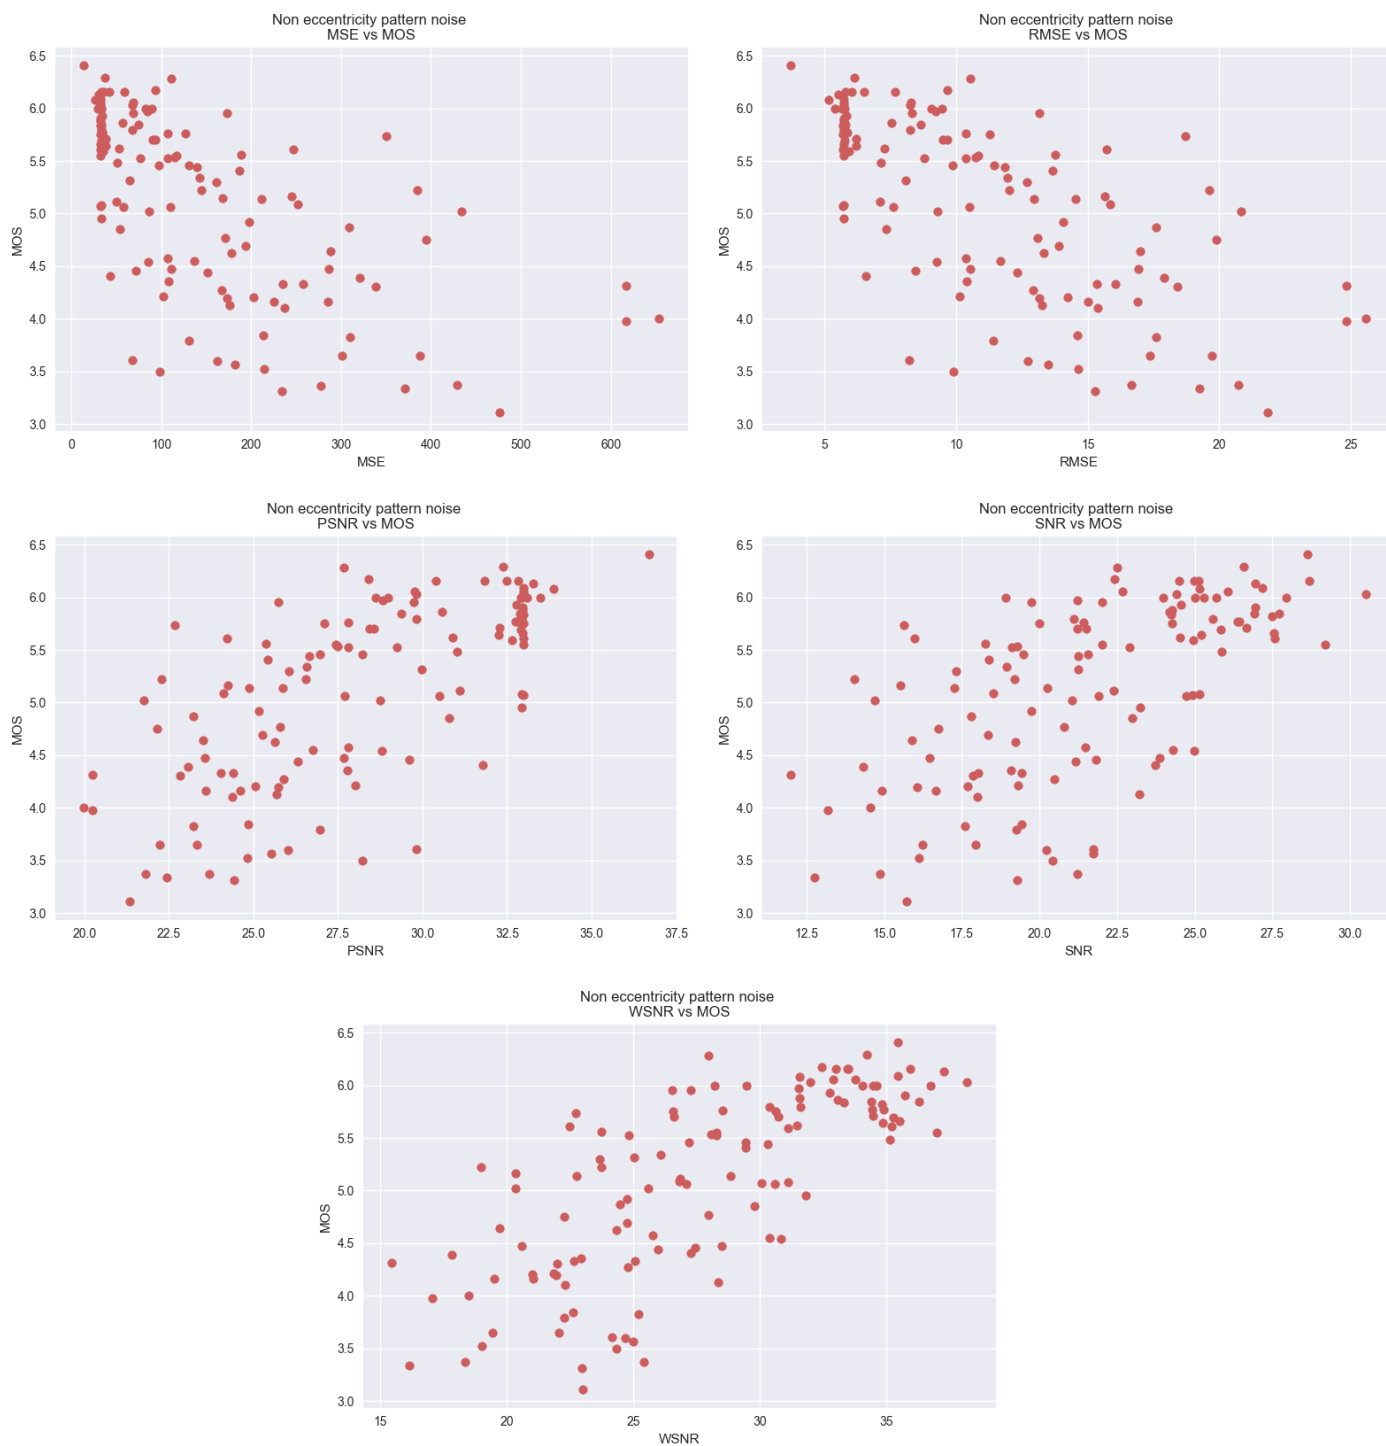 Non eccentricity pattern noise
MSE vs MOS
6.5
6.0
5.5
5.0
4.5
4.0
3.5
3.0
MOS
0 100 200 300 400 500 600
MSE
Non eccentricity pattern noise
RMSE vs MOS
6.5
6.0
5.5
5.0
4.5
4.0
3.5
3.0
MOS
5 10 15 20 25
RMSE
Non eccentricity pattern noise
PSNR vs MOS
6.5
6.0
5.5
5.0
4.5
4.0
3.5
3.0
MOS
20.0 22.5 25.0 27.5 30.0 32.5 35.0 37.5
PSNR
Non eccentricity pattern noise
SNR vs MOS
6.5
6.0
5.5
5.0
4.5
4.0
3.5
3.0
MOS
12.5 15.0 17.5 20.0 22.5 25.0 27.5 30.0
SNR
Non eccentricity pattern noise
WSNR vs MOS
6.5
6.0
5.5
5.0
4.5
4.0
3.5
3.0
MOS
15 20 25 30 35
WSNR